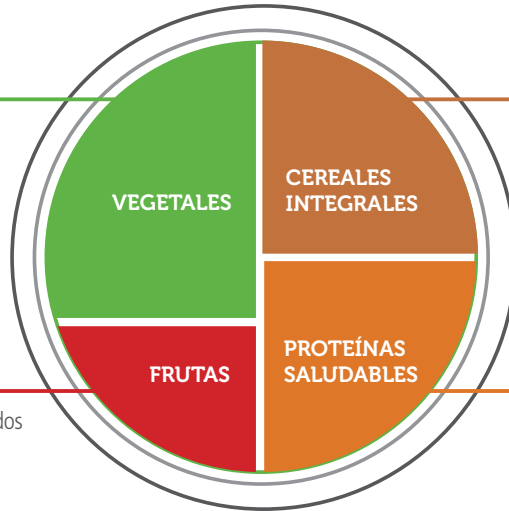 VEGETALES
CEREALES
INTEGRALES
FRUTAS
PROTEÍNAS
SALUDABLES